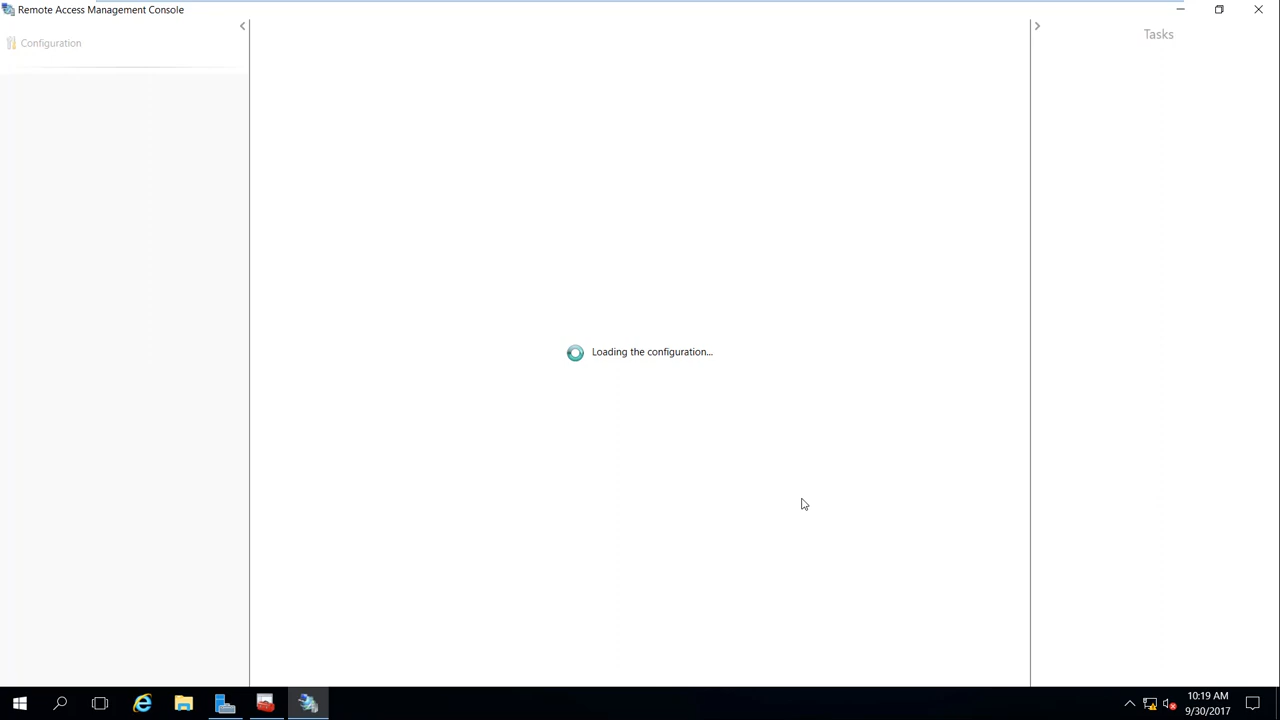 Remote Access Management Console
Configuration
Tasks
Loading the configuration...
10:19 AM
9/30/2017